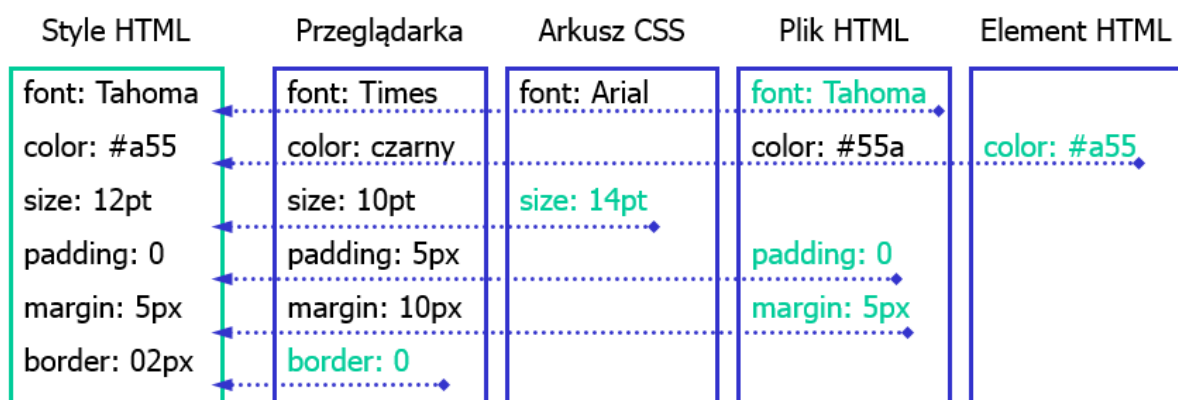 Style HTML Przeglądarka Arkusz CSS Plik HTML Element HTML
font: Tahoma font: Times font: Arial font: Tahoma
color: #a55 color: czarny color: #55a color: #a55
size: 12pt size: 10pt size: 14pt
padding: 0 padding: 5px padding: 0
margin: 5px margin: 10px margin: 5px
border: 02px border: 0